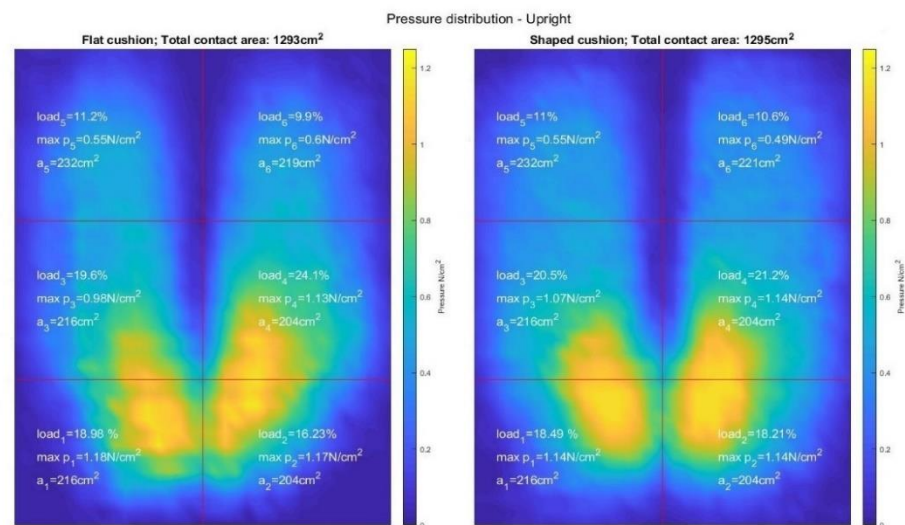 Pressure distribution - Upright
Flat cushion; Total contact area: 1293cm²
load₅=11.2%
max p₅=0.55N/cm²
a₅=232cm²
load₆=9.9%
max p₆=0.6N/cm²
a₆=219cm²
load₃=19.6%
max p₃=0.98N/cm²
a₃=216cm²
load₄=24.1%
max p₄=1.13N/cm²
a₄=204cm²
load₁=18.98 %
max p₁=1.18N/cm²
a₁=216cm²
load₂=16.23%
max p₂=1.17N/cm²
a₂=204cm²
1.2
1
0.8
0.6
0.4
0.2
0
Pressure N/cm²
Shaped cushion; Total contact area: 1295cm²
load₅=11%
max p₅=0.55N/cm²
a₅=232cm²
load₆=10.6%
max p₆=0.49N/cm²
a₆=221cm²
load₃=20.5%
max p₃=1.07N/cm²
a₃=216cm²
load₄=21.2%
max p₄=1.14N/cm²
a₄=204cm²
load₁=18.49 %
max p₁=1.14N/cm²
a₁=216cm²
load₂=18.21%
max p₂=1.14N/cm²
a₂=204cm²
1.2
1
0.8
0.6
0.4
0.2
0
Pressure N/cm²